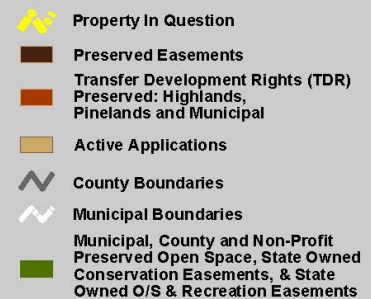 Property In Question
Preserved Easements
Transfer Development Rights (TDR)
Preserved: Highlands,
Pinelands and Municipal
Active Applications
County Boundaries
Municipal Boundaries
Municipal, County and Non-Profit
Preserved Open Space, State Owned
Conservation Easements, & State
Owned O/S & Recreation Easements